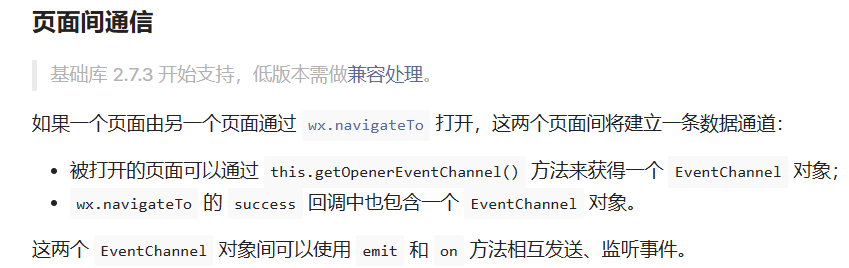 页面间通信
基础库 2.7.3 开始支持，低版本需做兼容处理。
如果一个页面由另一个页面通过 wx.navigateTo 打开，这两个页面间将建立一条数据通道：
• 被打开的页面可以通过 this.getOpenerEventChannel() 方法来获得一个 EventChannel 对象；
• wx.navigateTo 的 success 回调中也包含一个 EventChannel 对象。
这两个 EventChannel 对象间可以使用 emit 和 on 方法相互发送、监听事件。